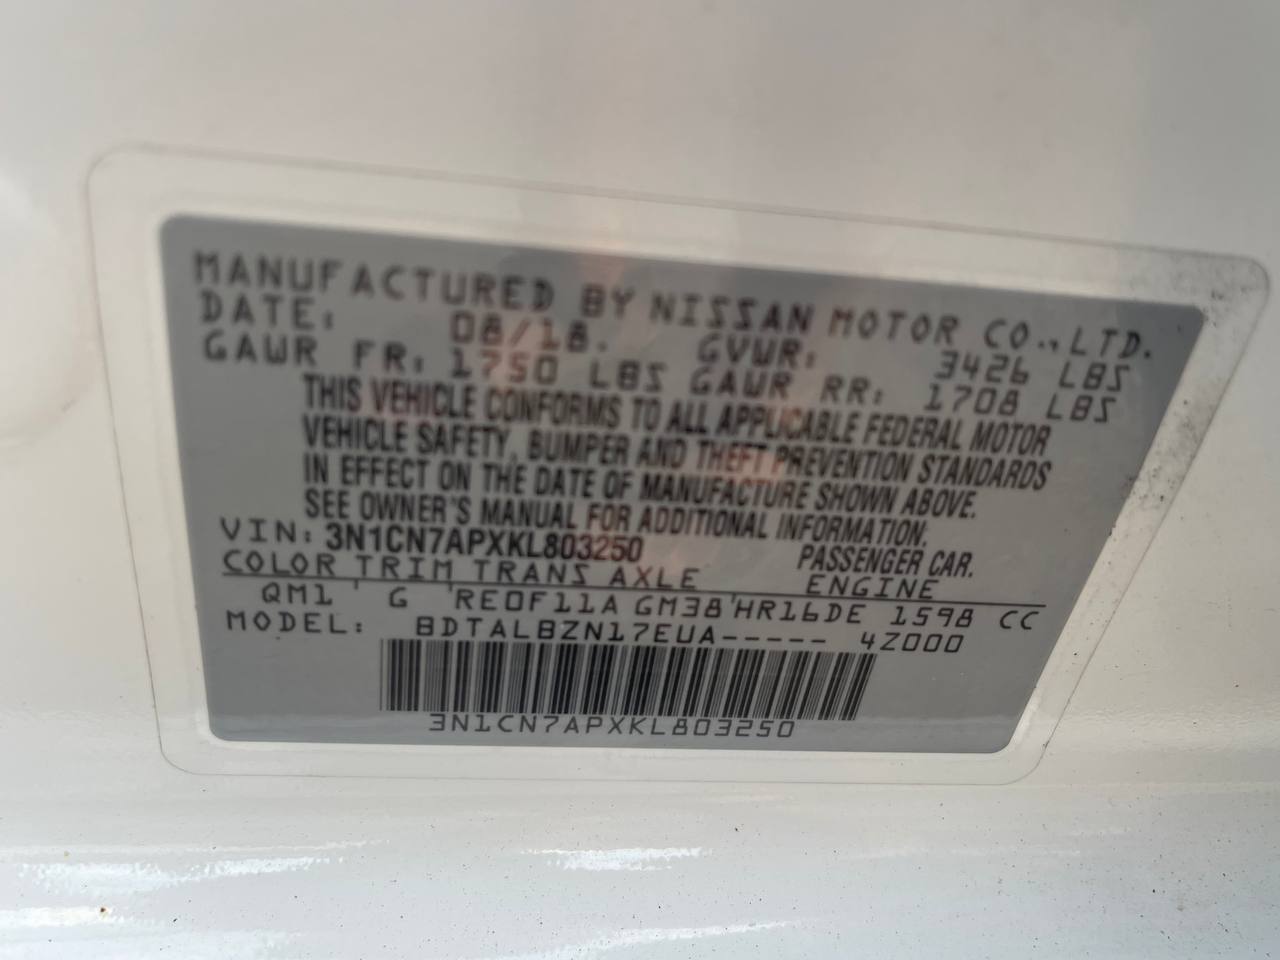 MANUFACTURED BY NISSAN MOTOR CO., LTD.
DATE: 08/18. GVWR: 3426 LBS
GAWR FR: 1750 LBS GAWR RR: 1708 LBS
THIS VEHICLE CONFORMS TO ALL APPLICABLE FEDERAL MOTOR
VEHICLE SAFETY, BUMPER AND THEFT PREVENTION STANDARDS
IN EFFECT ON THE DATE OF MANUFACTURE SHOWN ABOVE.
SEE OWNER'S MANUAL FOR ADDITIONAL INFORMATION.
VIN: 3N1CN7APXKL803250 PASSENGER CAR.
COLOR TRIM TRANS AXLE ENGINE
QM1 ' G 'RE0F11A GM38'HR16DE 1598 CC
MODEL: BDTALBZN17EUA----- 4Z000
3N1CN7APXKL803250